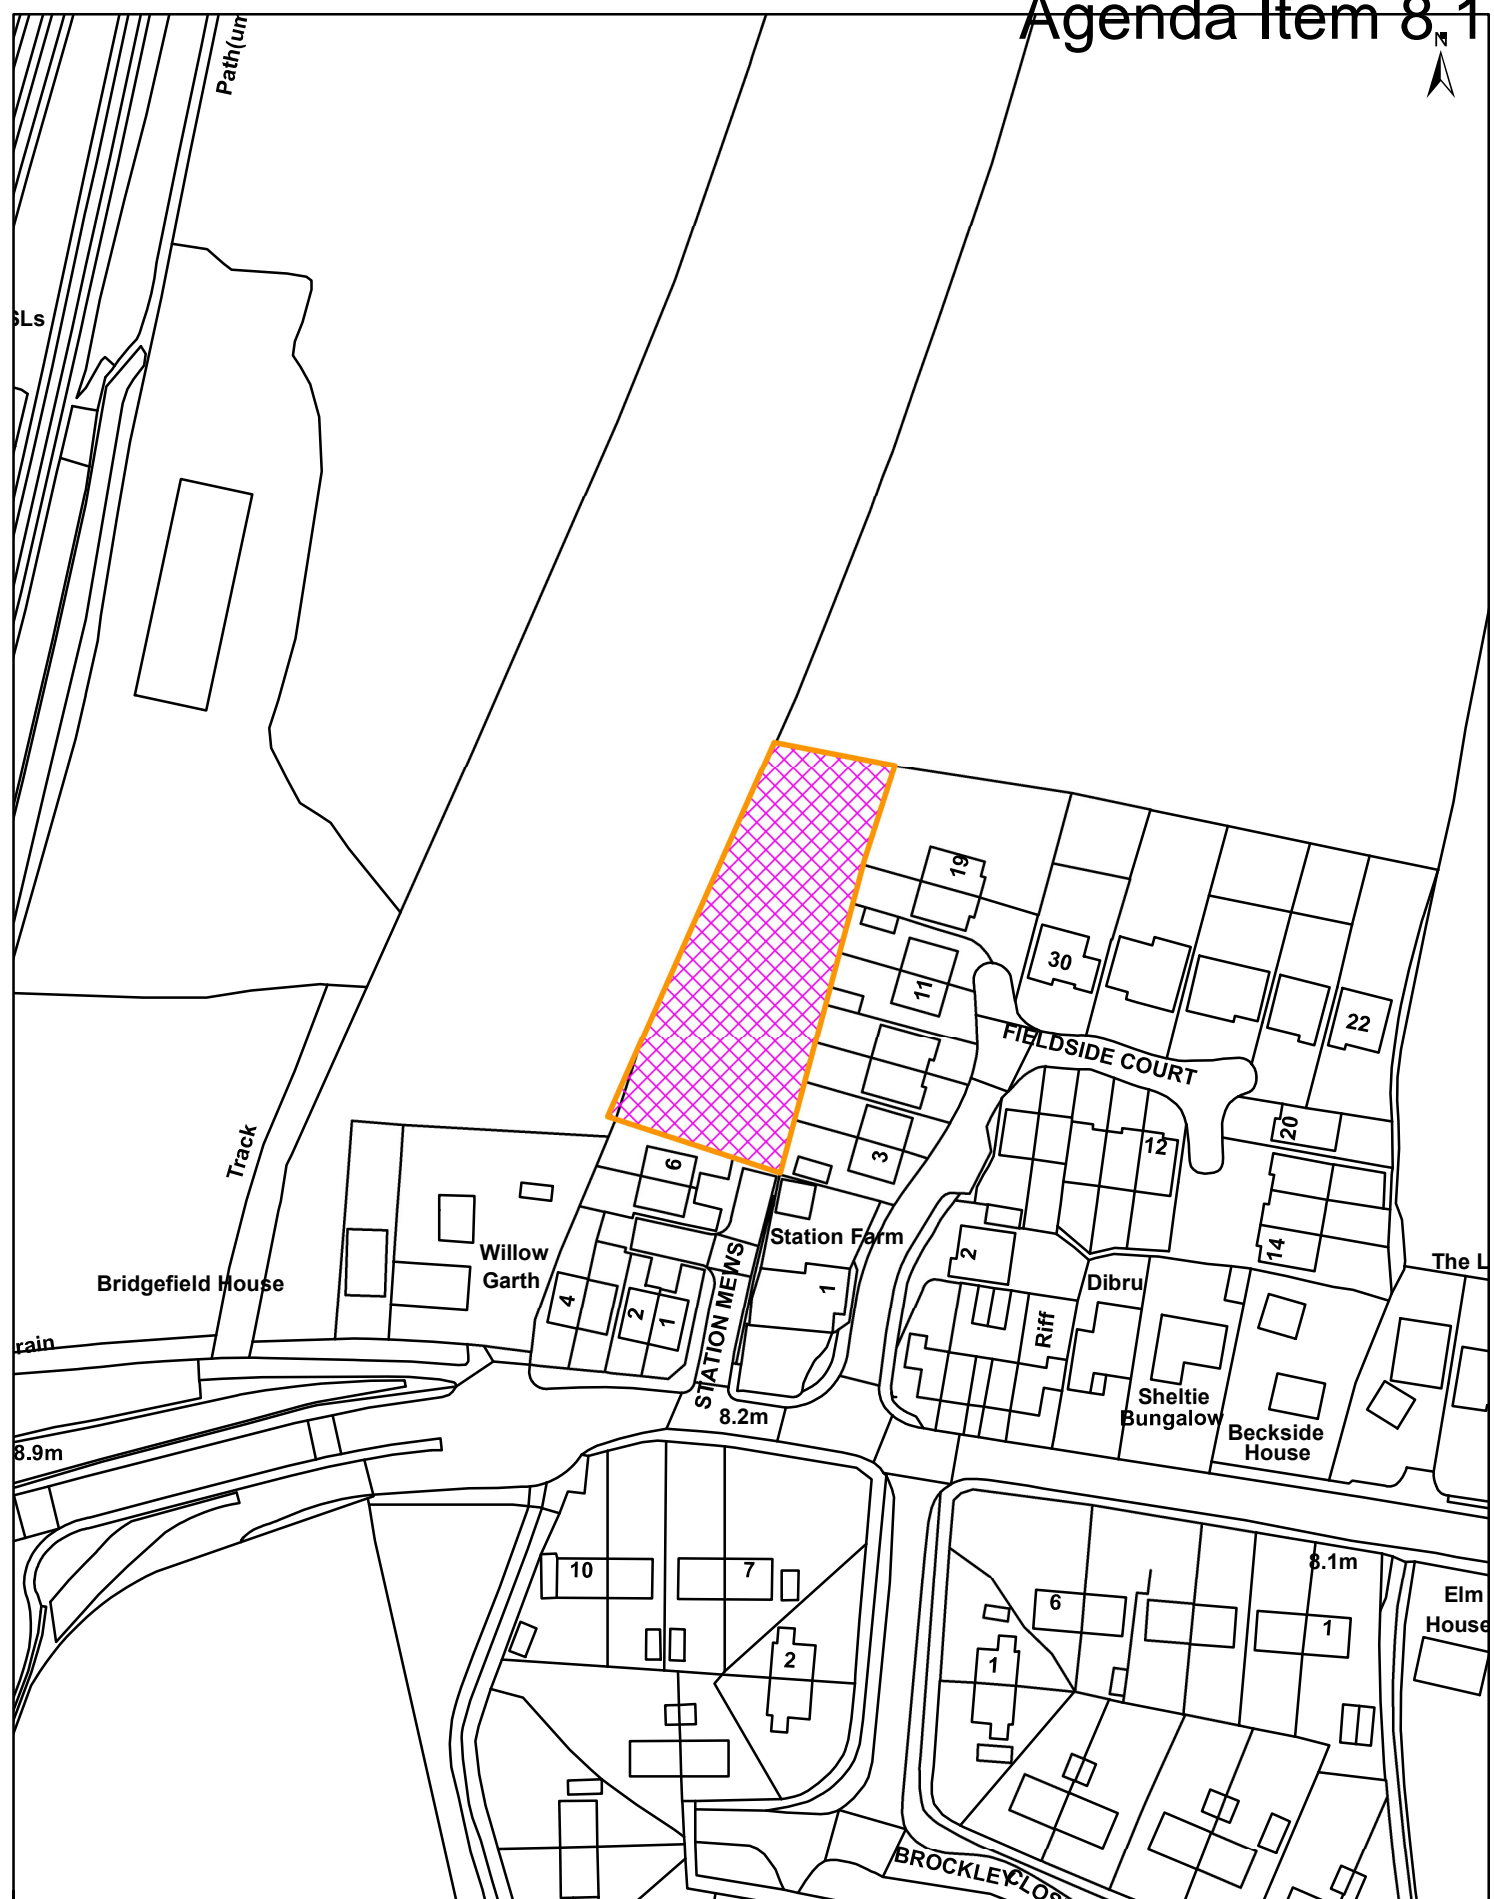 Agenda Item 8.1
N
Path(um
SLs
19
30
11
22
FIELDSIDE COURT
Track
20
12
3
6
2
14
Station Farm
Willow
Garth
Bridgefield House
Dibru
The L
STATION MEWS
4
2
1
1
Riff
rain
Sheltie
Bungalow
8.2m
Beckside
House
8.9m
10
7
8.1m
6
1
Elm
House
2
1
BROCKLEY CLOS